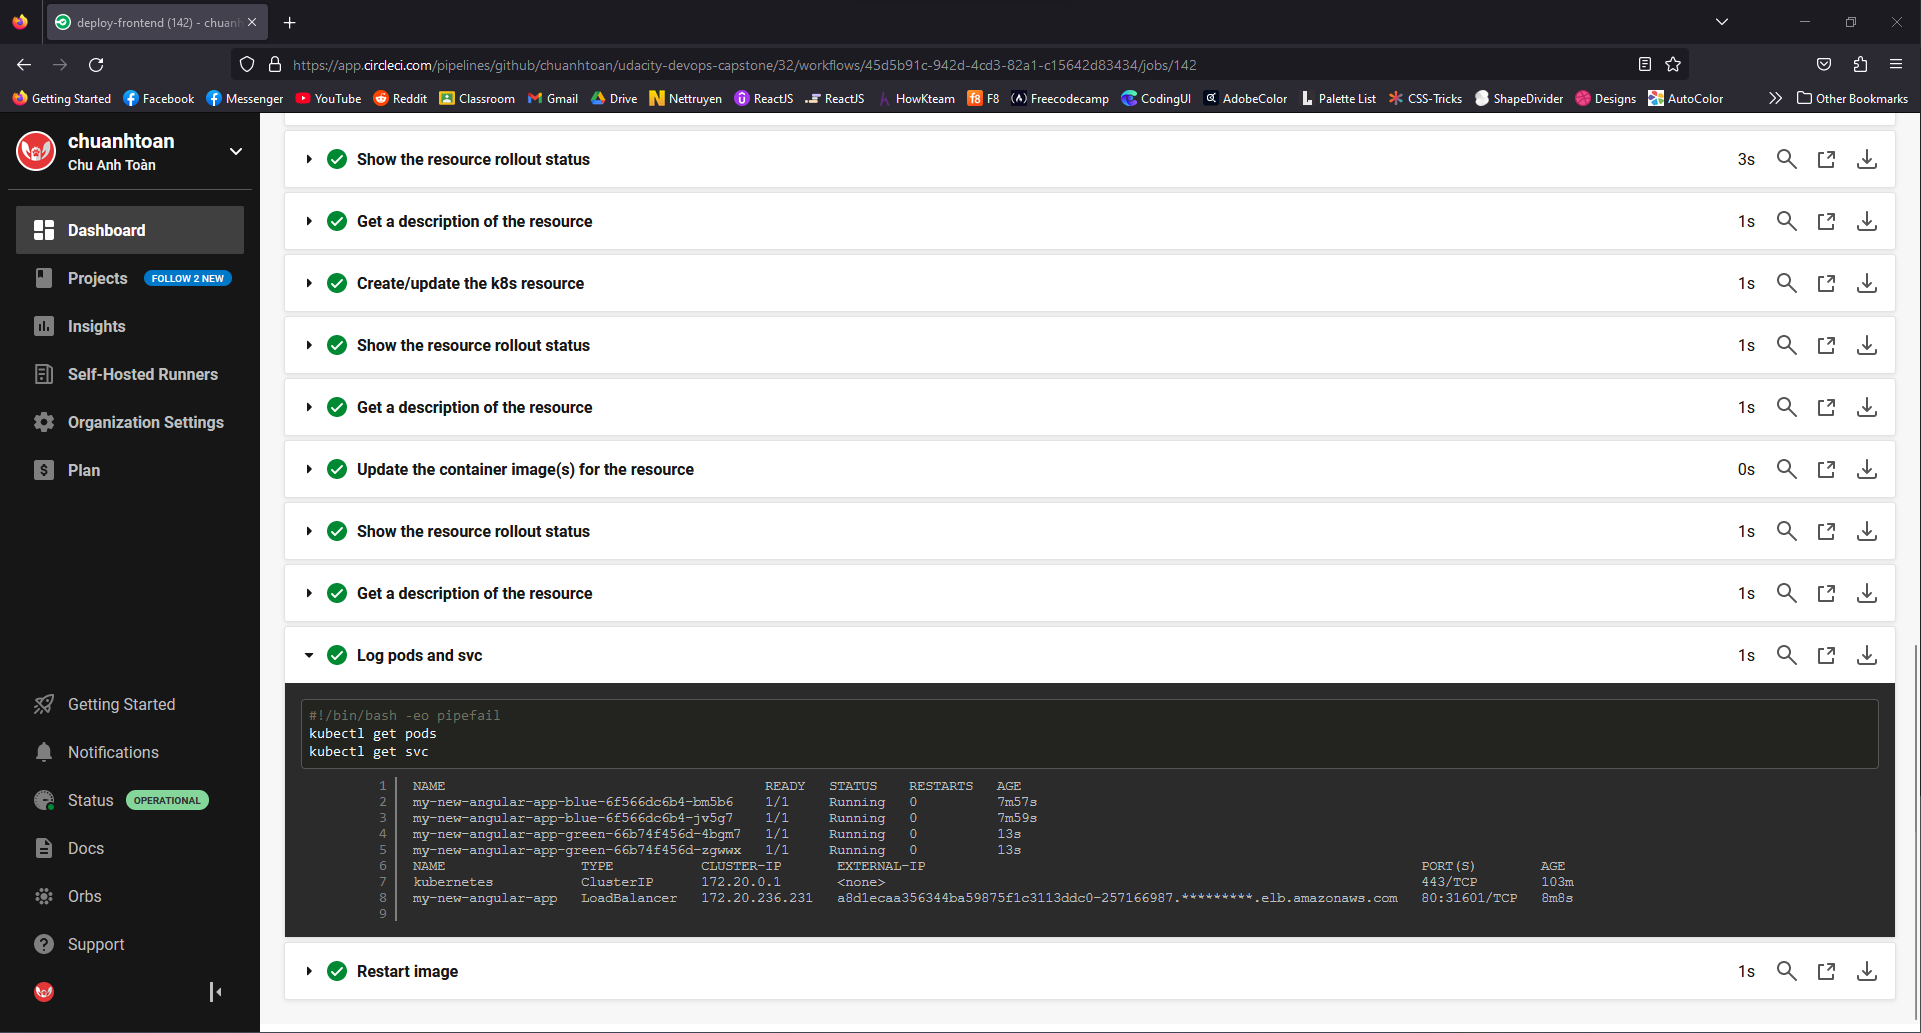 deploy-frontend (142) - chuanh
https://app.circleci.com/pipelines/github/chuanhtoan/udacity-devops-capstone/32/workflows/45d5b91c-942d-4cd3-82a1-c15642d83434/jobs/142
Getting Started Facebook Messenger YouTube Reddit Classroom Gmail Drive Nettruyen ReactJS ReactJS HowKteam F8 Freecodecamp CodingUI AdobeColor Palette List CSS-Tricks ShapeDivider Designs AutoColor Other Bookmarks
chuanhtoan
Chu Anh Toàn
Dashboard
Projects FOLLOW 2 NEW
Insights
Self-Hosted Runners
Organization Settings
Plan
Getting Started
Notifications
Status OPERATIONAL
Docs
Orbs
Support
Show the resource rollout status 3s
Get a description of the resource 1s
Create/update the k8s resource 1s
Show the resource rollout status 1s
Get a description of the resource 1s
Update the container image(s) for the resource 0s
Show the resource rollout status 1s
Get a description of the resource 1s
Log pods and svc 1s
#!/bin/bash -eo pipefail
kubectl get pods
kubectl get svc
1 NAME READY STATUS RESTARTS AGE
2 my-new-angular-app-blue-6f566dc6b4-bm5b6 1/1 Running 0 7m57s
3 my-new-angular-app-blue-6f566dc6b4-jv5g7 1/1 Running 0 7m59s
4 my-new-angular-app-green-66b74f456d-4bgm7 1/1 Running 0 13s
5 my-new-angular-app-green-66b74f456d-zgwwx 1/1 Running 0 13s
6 NAME TYPE CLUSTER-IP EXTERNAL-IP PORT(S) AGE
7 kubernetes ClusterIP 172.20.0.1 <none> 443/TCP 103m
8 my-new-angular-app LoadBalancer 172.20.236.231 a8d1ecaa356344ba59875f1c3113ddc0-257166987.*********.elb.amazonaws.com 80:31601/TCP 8m8s
9
Restart image 1s